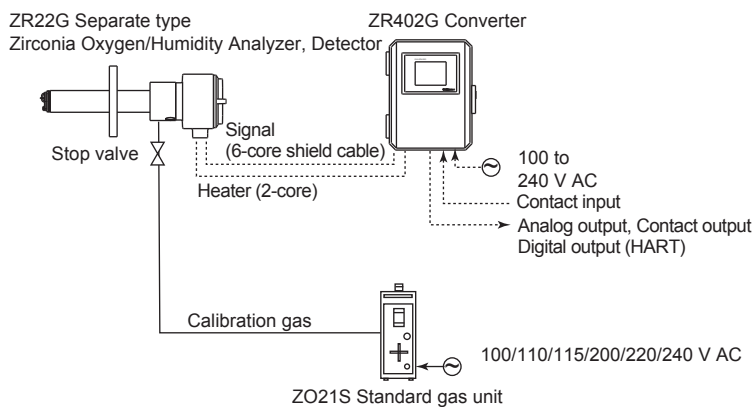 ZR22G Separate type
Zirconia Oxygen/Humidity Analyzer, Detector
ZR402G Converter
Stop valve
Signal
(6-core shield cable)
Heater (2-core)
100 to
240 V AC
Contact input
Analog output, Contact output
Digital output (HART)
Calibration gas
100/110/115/200/220/240 V AC
ZO21S Standard gas unit